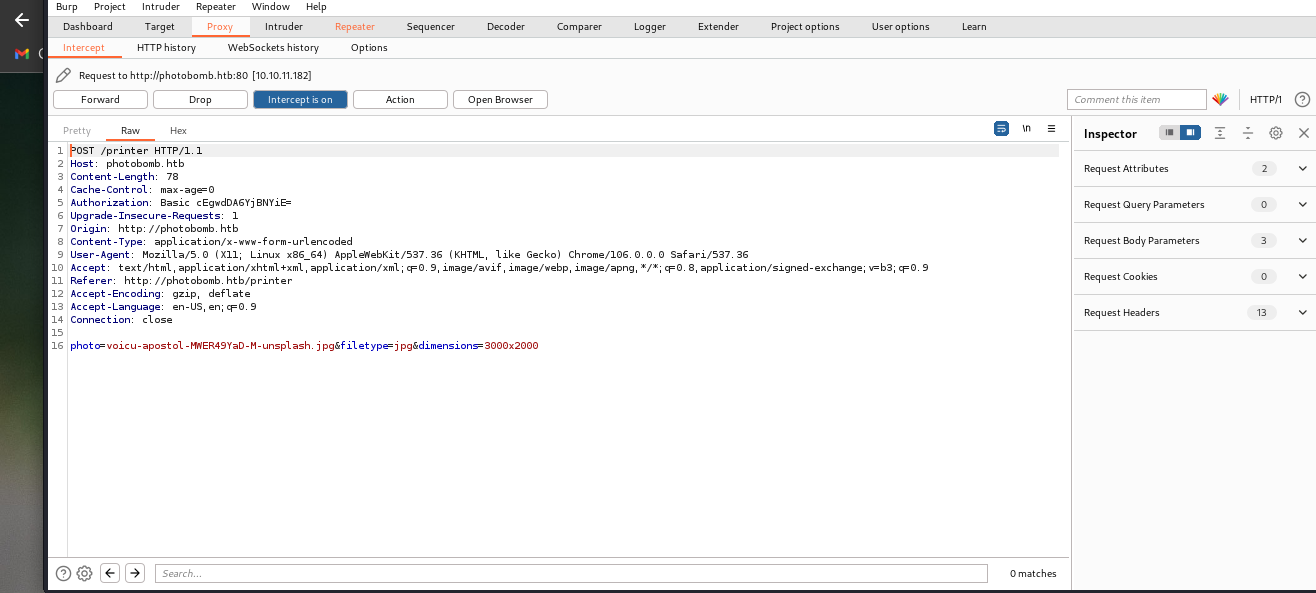 Burp Project Intruder Repeater Window Help
Dashboard Target Proxy Intruder Repeater Sequencer Decoder Comparer Logger Extender Project options User options Learn
Intercept HTTP history WebSockets history Options
Request to http://photobomb.htb:80 [10.10.11.182]
Forward Drop Intercept is on Action Open Browser Comment this item HTTP/1 ?
Pretty Raw Hex \n
Inspector
1 POST /printer HTTP/1.1
2 Host: photobomb.htb
3 Content-Length: 78
4 Cache-Control: max-age=0
5 Authorization: Basic cEgwdDA6YjBNYiE=
6 Upgrade-Insecure-Requests: 1
7 Origin: http://photobomb.htb
8 Content-Type: application/x-www-form-urlencoded
9 User-Agent: Mozilla/5.0 (X11; Linux x86_64) AppleWebKit/537.36 (KHTML, like Gecko) Chrome/106.0.0.0 Safari/537.36
10 Accept: text/html,application/xhtml+xml,application/xml;q=0.9,image/avif,image/webp,image/apng,*/*;q=0.8,application/signed-exchange;v=b3;q=0.9
11 Referer: http://photobomb.htb/printer
12 Accept-Encoding: gzip, deflate
13 Accept-Language: en-US,en;q=0.9
14 Connection: close
15
16 photo=voicu-apostol-MWER49YaD-M-unsplash.jpg&filetype=jpg&dimensions=3000x2000
Request Attributes 2
Request Query Parameters 0
Request Body Parameters 3
Request Cookies 0
Request Headers 13
? Search... 0 matches